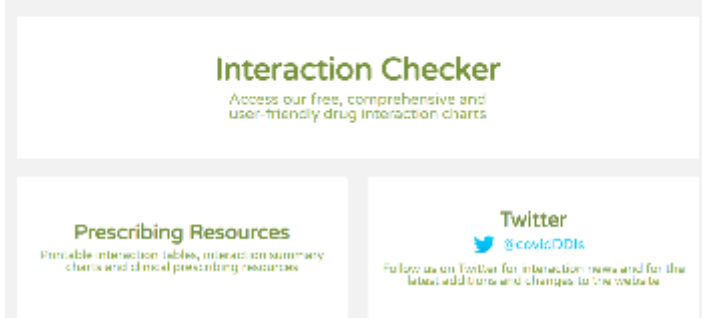 Interaction Checker
Access our free, comprehensive and
user-friendly drug interaction charts
Prescribing Resources
Printable interaction tables, interaction summary
charts and clinical prescribing resources
Twitter
@covidDDIs
Follow us on Twitter for interaction news and for the
latest additions and changes to the website